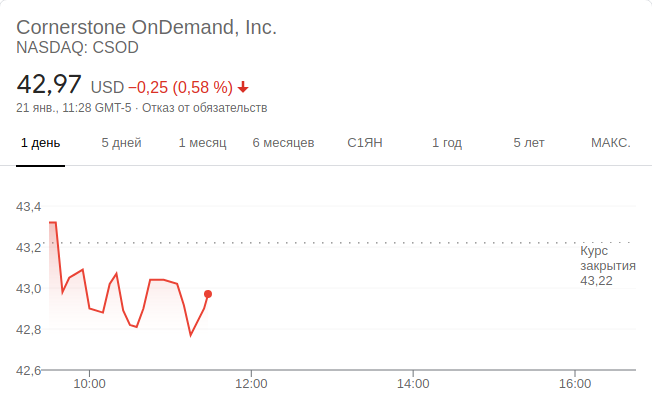 Cornerstone OnDemand, Inc.
NASDAQ: CSOD
42,97 USD −0,25 (0,58 %)
21 янв., 11:28 GMT-5 · Отказ от обязательств
1 день 5 дней 1 месяц 6 месяцев С1ЯН 1 год 5 лет МАКС.
43,4
43,2
43,0
42,8
42,6
Курс
закрытия
43,22
10:00 12:00 14:00 16:00